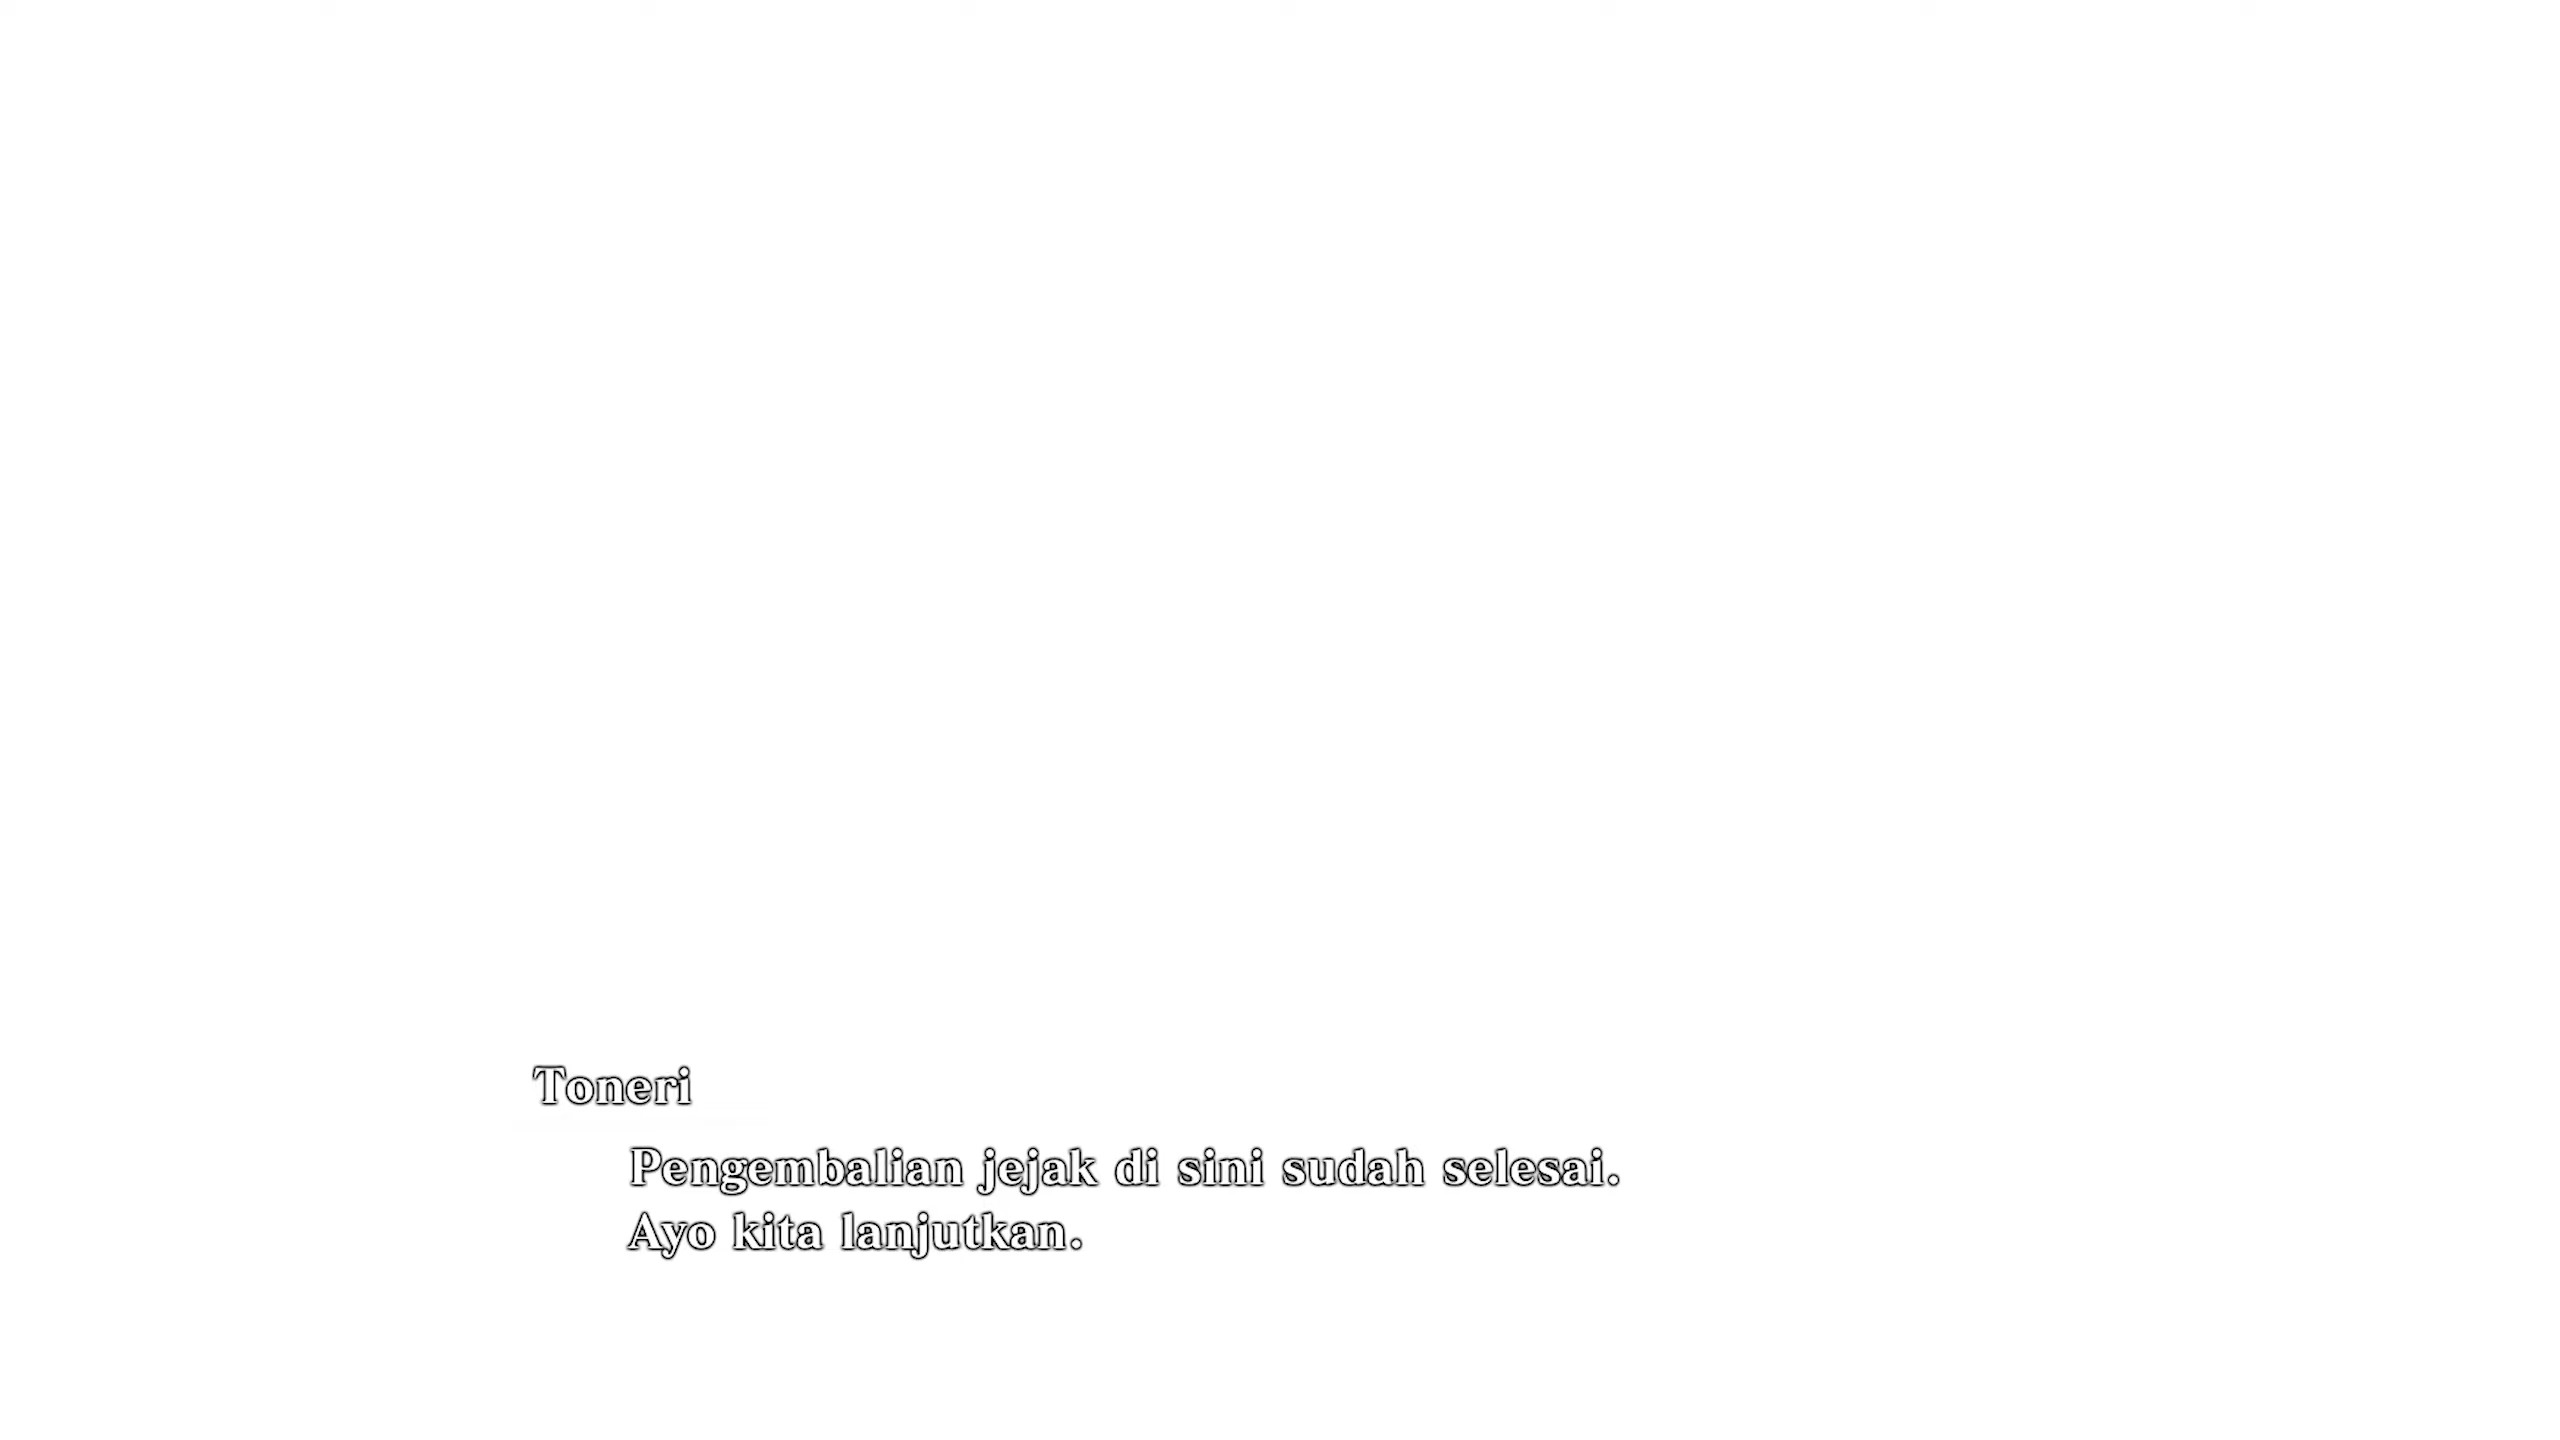 Toneri
Pengembalian jejak di sini sudah selesai.
Ayo kita lanjutkan.